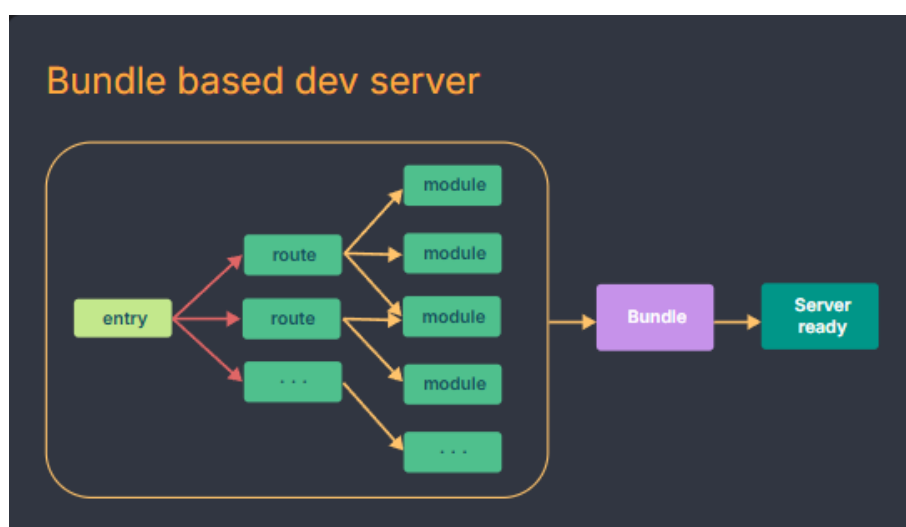 Bundle based dev server
module
route
module
entry
route
module
Bundle
Server
ready
· · ·
module
· · ·